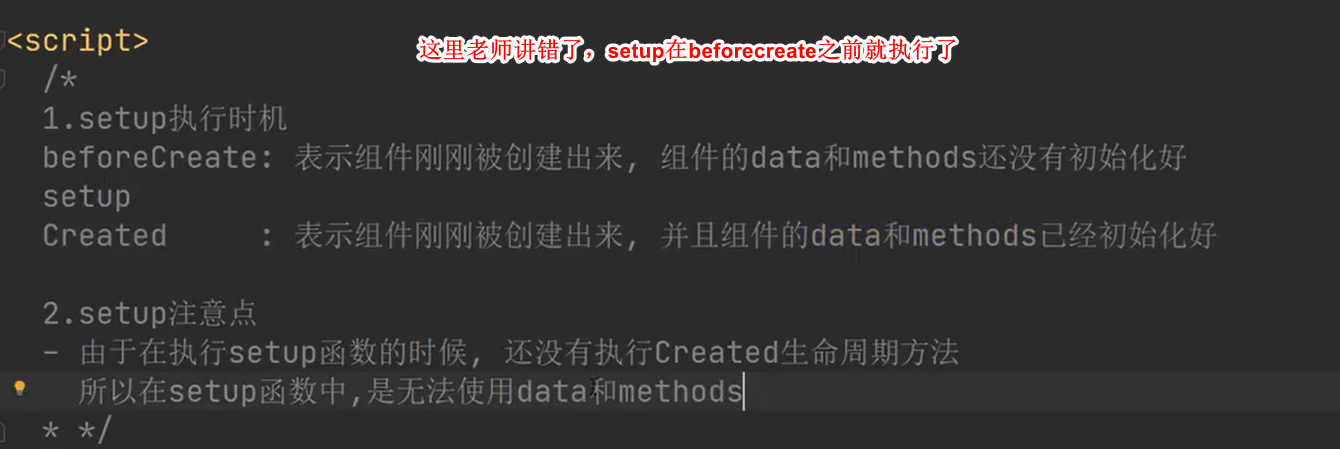 <script>
这里老师讲错了，setup在beforecreate之前就执行了
/*
1.setup执行时机
beforeCreate: 表示组件刚刚被创建出来, 组件的data和methods还没有初始化好
setup
Created     : 表示组件刚刚被创建出来, 并且组件的data和methods已经初始化好
2.setup注意点
- 由于在执行setup函数的时候, 还没有执行Created生命周期方法
所以在setup函数中,是无法使用data和methods
* */